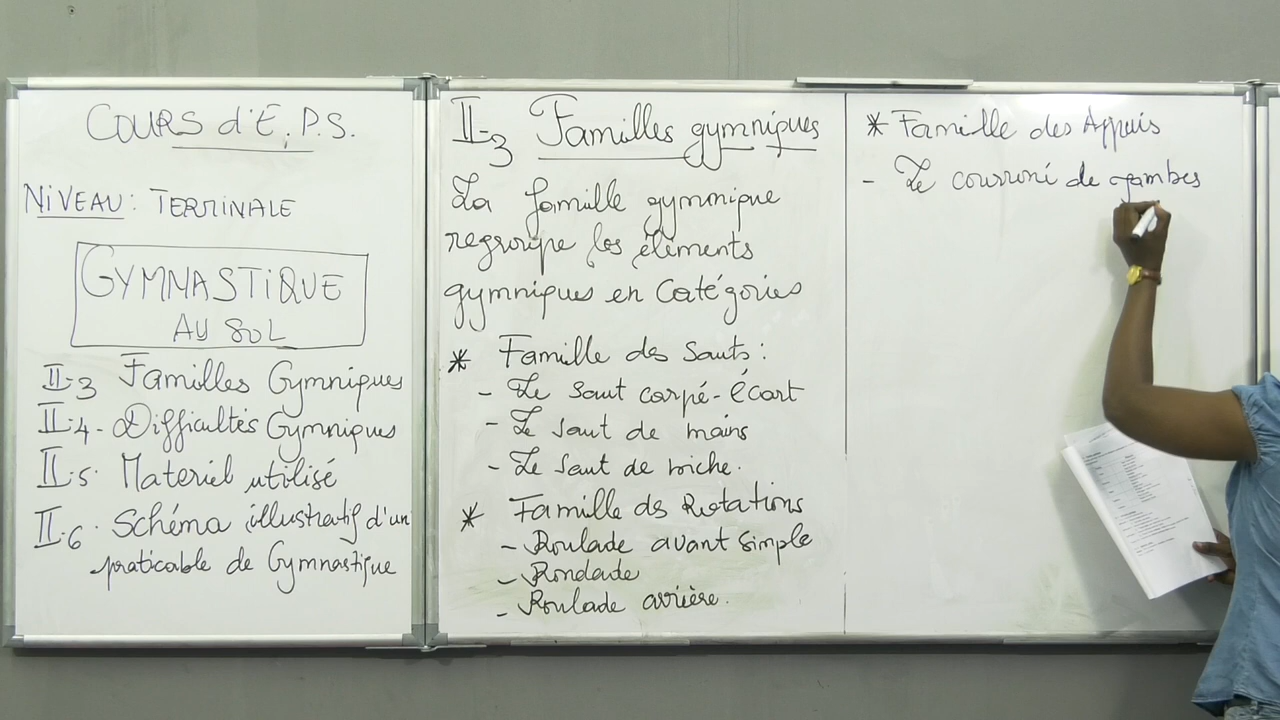 COURS d'E.P.S.
NIVEAU: TERMINALE
GYMNASTIQUE
AU SOL
II-3 Familles Gymniques
II-4- Difficultés Gymniques
II-5. Materiel utilisé
II-6. Schéma illustratif d'un
praticable de Gymnastique
II-3 Familles gymniques
La famille gymnique
regroupe les éléments
gymniques en Catégories
* Famille des Sauts:
- Le Saut carpé-écart
- Le saut de mains
- Le Saut de biche.
* Famille des Rotations
- Roulade avant simple
- Rondade
- Roulade arrière.
* Famille des Appuis
- Le couronné de jambes